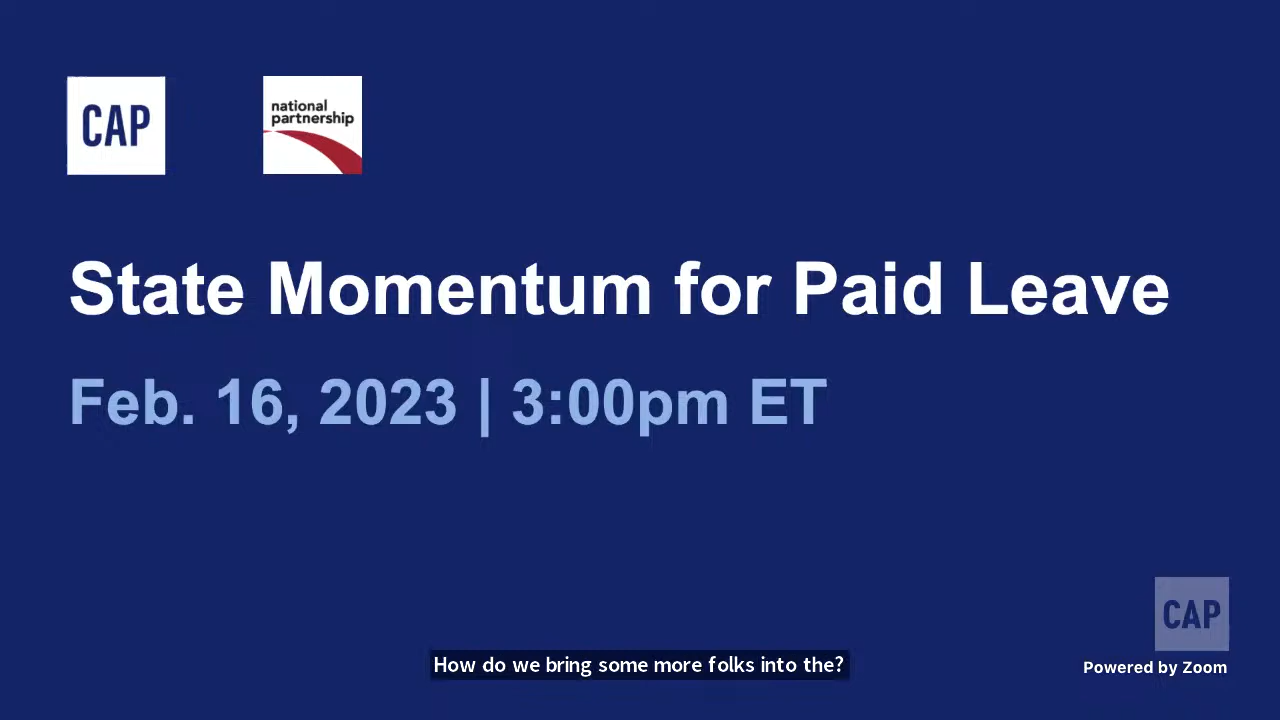 CAP
national
partnership
State Momentum for Paid Leave
Feb. 16, 2023 | 3:00pm ET
CAP
How do we bring some more folks into the?
Powered by Zoom